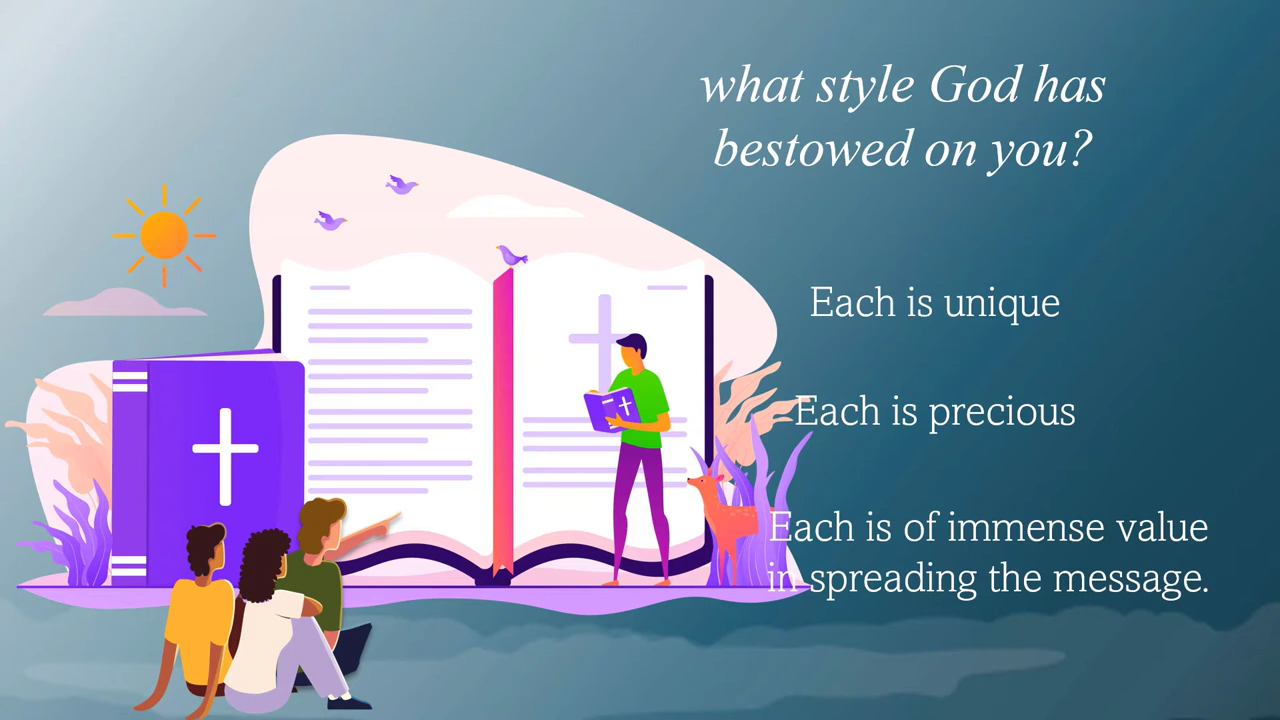 what style God has
bestowed on you?
Each is unique
Each is precious
Each is of immense value
in spreading the message.